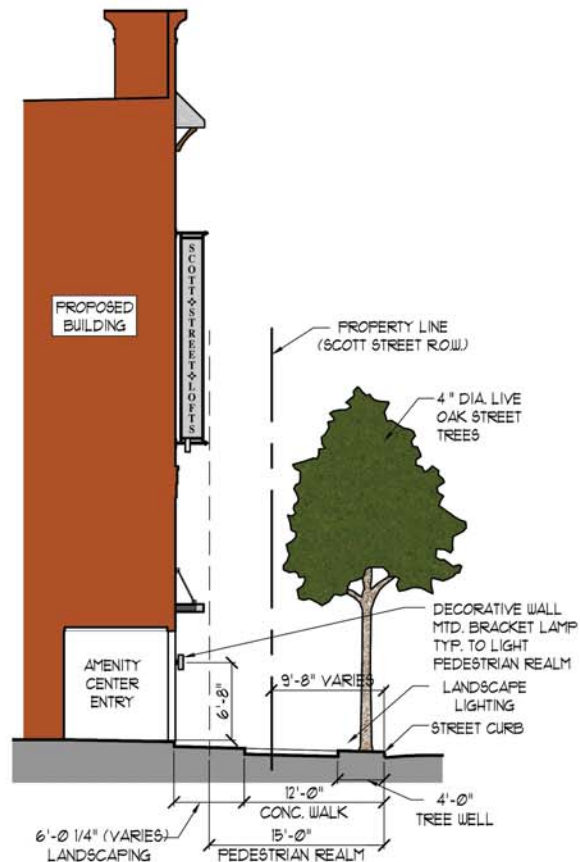 SCOTT✧STREET✧LOFTS
PROPOSED
BUILDING
PROPERTY LINE
(SCOTT STREET R.O.W.)
4" DIA. LIVE
OAK STREET
TREES
DECORATIVE WALL
MTD. BRACKET LAMP
TYP. TO LIGHT
PEDESTRIAN REALM
AMENITY
CENTER
ENTRY
6'-8"
9'-8" VARIES
LANDSCAPE
LIGHTING
STREET CURB
12'-0"
CONC. WALK
4'-0"
TREE WELL
6'-0 1/4" (VARIES)
LANDSCAPING
15'-0"
PEDESTRIAN REALM